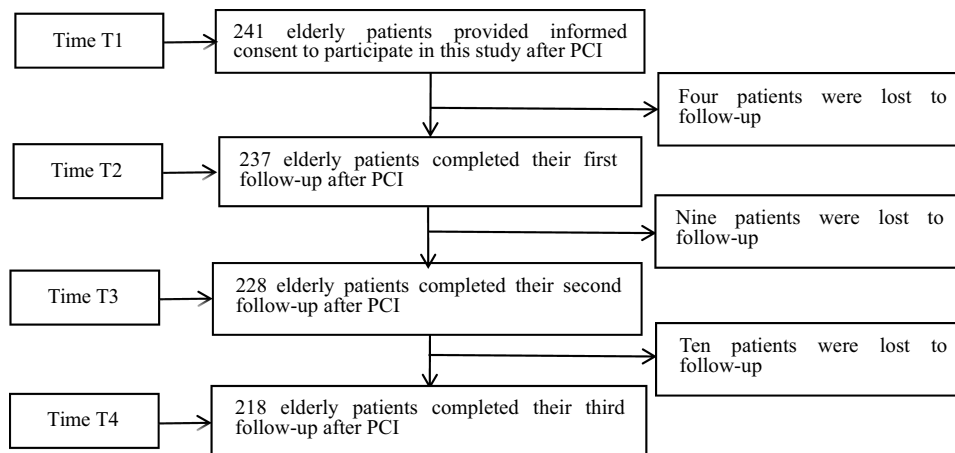 Time T1
241 elderly patients provided informed
consent to participate in this study after PCI
Four patients were lost to
follow-up
Time T2
237 elderly patients completed their first
follow-up after PCI
Nine patients were lost to
follow-up
Time T3
228 elderly patients completed their second
follow-up after PCI
Ten patients were lost to
follow-up
Time T4
218 elderly patients completed their third
follow-up after PCI